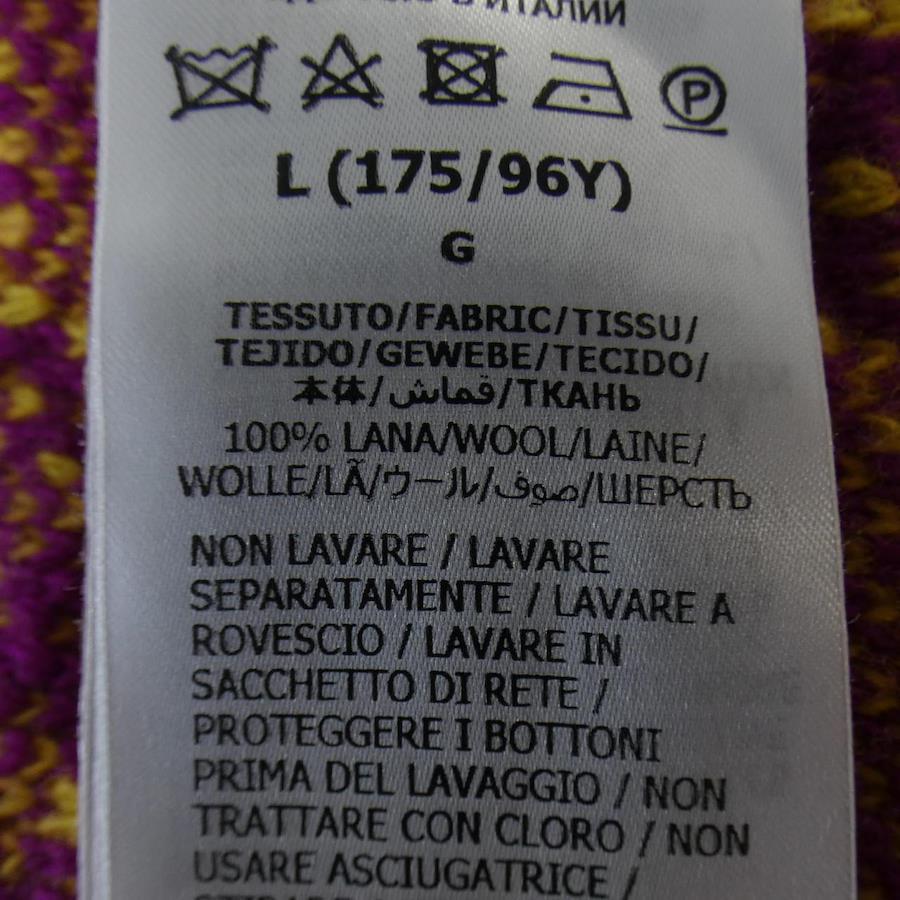 В ИТАЛИИ
P
L (175/96Y)
G
TESSUTO/FABRIC/TISSU/
TEJIDO/GEWEBE/TECIDO/
本体/قماش/ТКАНЬ
100% LANA/WOOL/LAINE/
WOLLE/LÃ/ウール/صوف/ШЕРСТЬ
NON LAVARE / LAVARE
SEPARATAMENTE / LAVARE A
ROVESCIO / LAVARE IN
SACCHETTO DI RETE /
PROTEGGERE I BOTTONI
PRIMA DEL LAVAGGIO / NON
TRATTARE CON CLORO / NON
USARE ASCIUGATRICE /